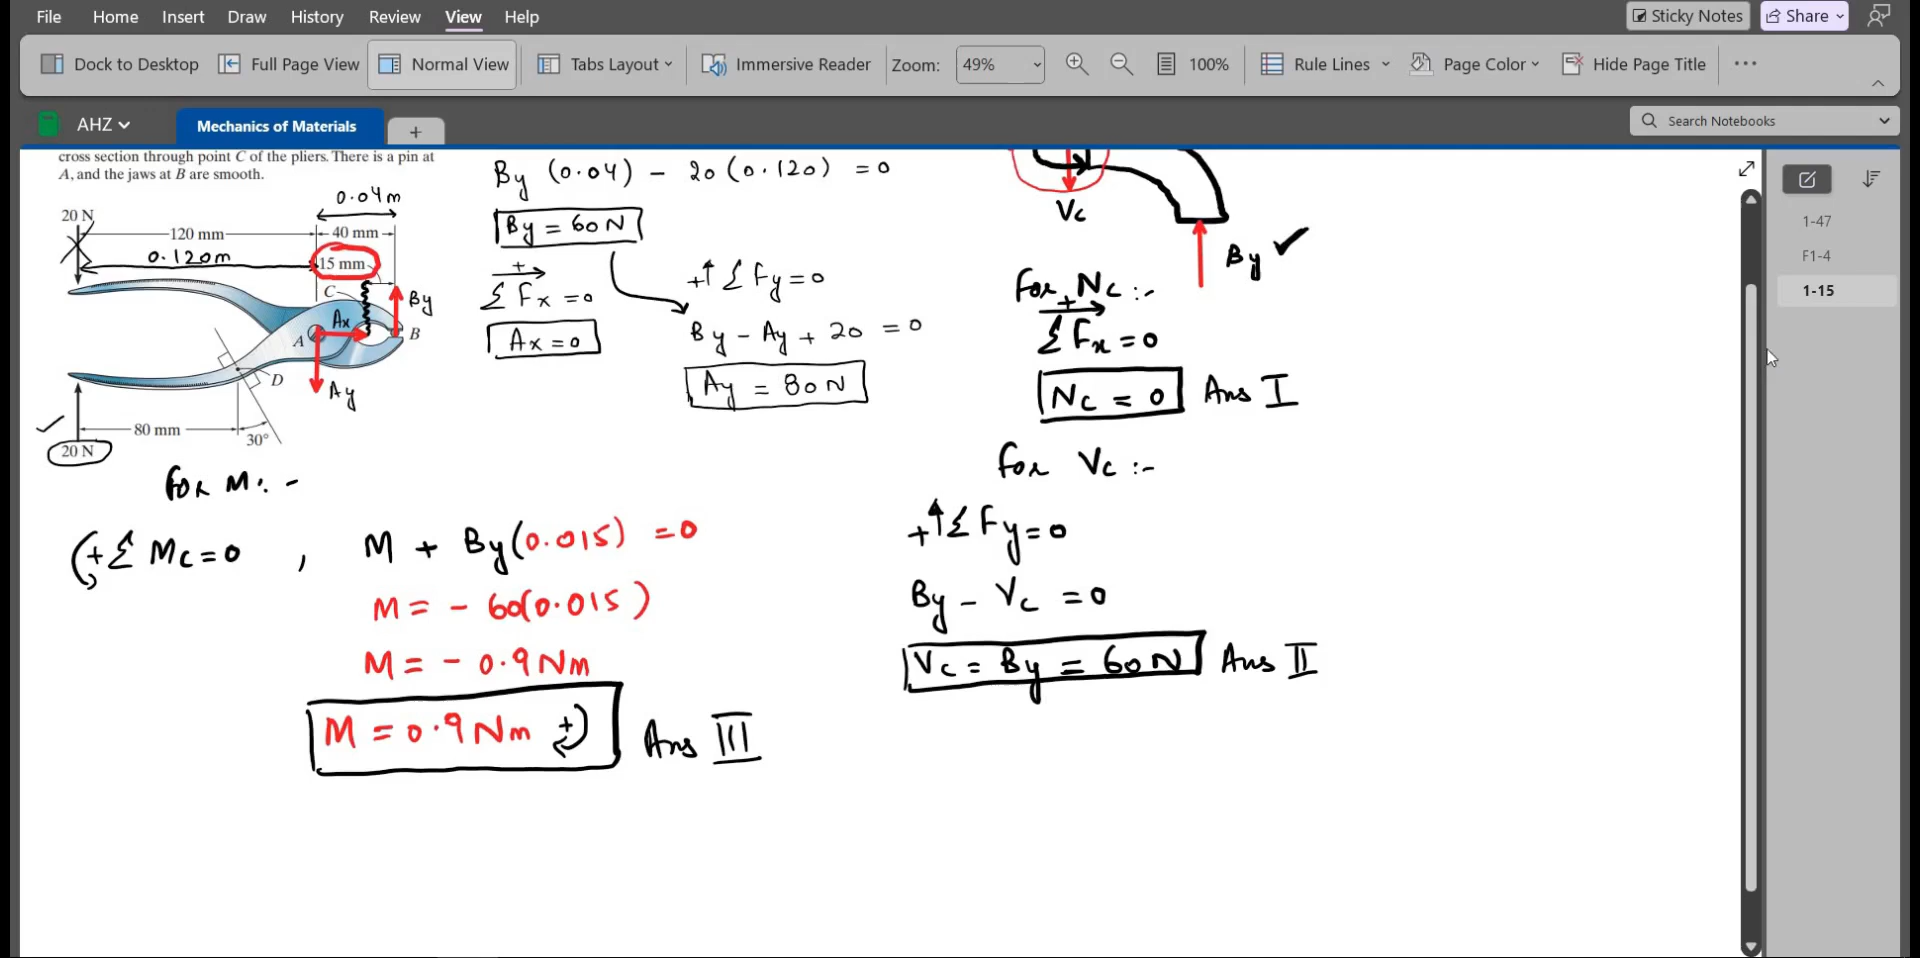 File Home Insert Draw History Review View Help
Sticky Notes Share
Dock to Desktop Full Page View Normal View Tabs Layout Immersive Reader Zoom: 49% 100% Rule Lines Page Color Hide Page Title ...
AHZ Mechanics of Materials + Search Notebooks
1-47
F1-4
1-15
cross section through point C of the pliers. There is a pin at
A, and the jaws at B are smooth.
0.04m
20 N
120 mm 40 mm
0.120m 15 mm
C By
Ax
A B
D
Ay
80 mm
30°
20 N
By (0.04) - 20 (0.120) = 0
By = 60N
+
Σ Fx = 0
Ax = 0
+↑ Σ Fy = 0
By - Ay + 20 = 0
Ay = 80N
Vc
By ✓
For Nc :-
+
Σ Fx = 0
Nc = 0 Ans I
For Vc :-
+↑ Σ Fy = 0
By - Vc = 0
Vc = By = 60N Ans II
For M :-
+ Σ Mc = 0 , M + By (0.015) = 0
M = - 60(0.015)
M = - 0.9 Nm
M = 0.9 Nm + Ans III